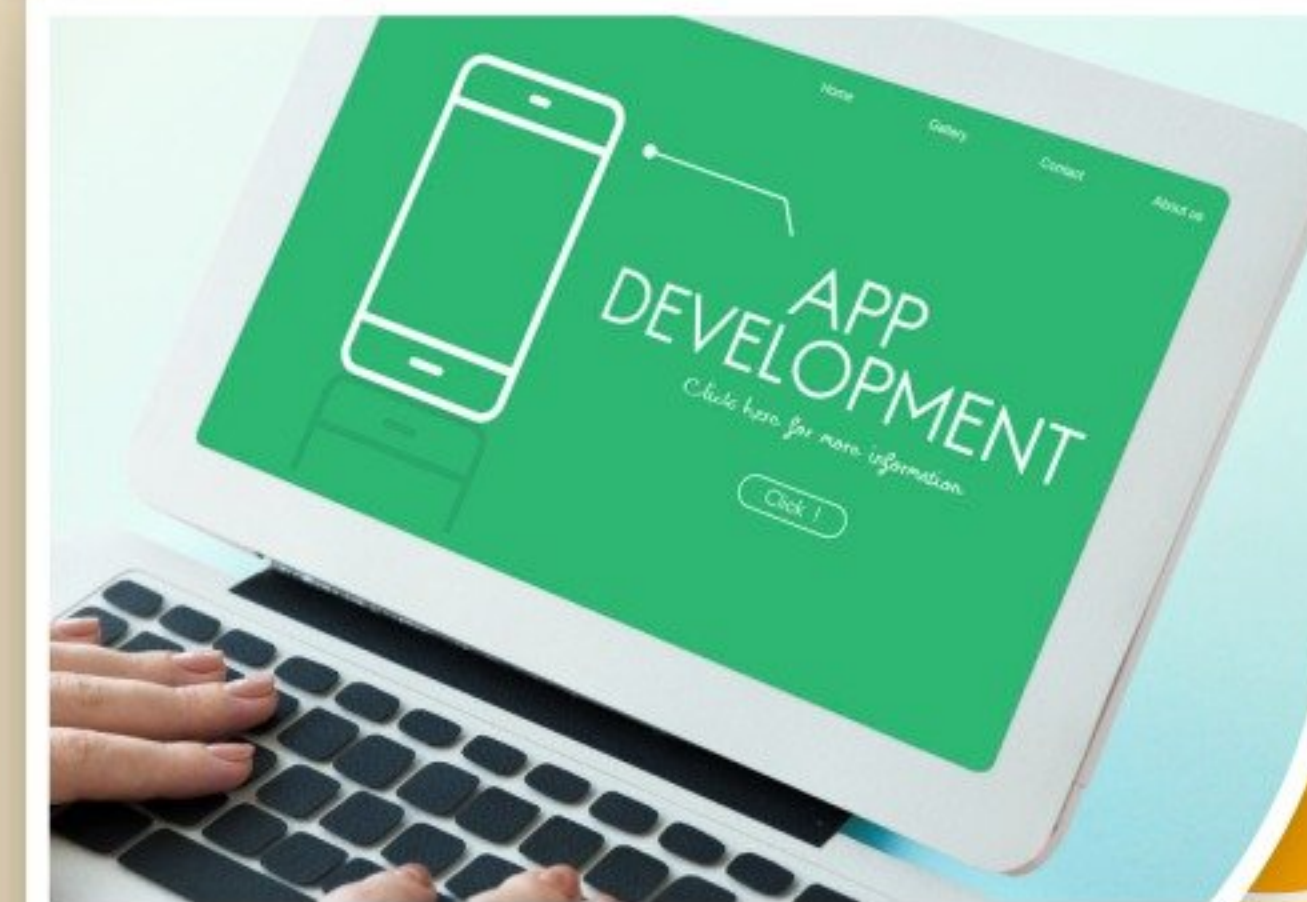 Home
Gallery
Contact
About us
APP
DEVELOPMENT
Click here for more information
Click !